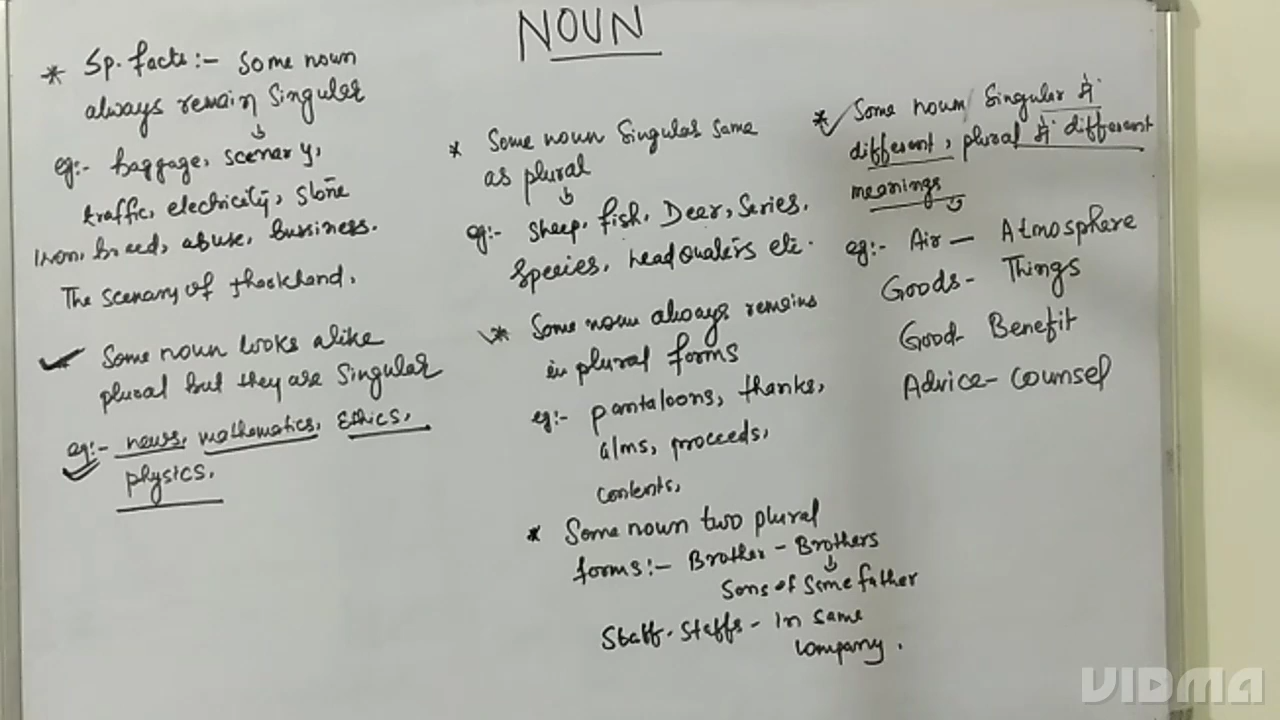 NOUN
* Sp. facts:- Some noun
always remain Singular
eg:- baggage, scenary,
traffic, electricity, stone
Iron, bread, abuse, bussiness.
The scenary of Jharkhand.
Some noun looks alike
plural but they are Singular
eg:- news, mathematics, Ethics,
physics.
* Some noun Singular same
as plural
eg:- Sheep, fish, Deer, Series,
Species, headquaters etc.
* Some noun always remains
in plural forms
eg:- pantaloons, thanks,
alms, proceeds,
contents,
* Some noun two plural
forms:- Brother - Brothers
Sons of Same father
Staff - Staffs - In same
company.
* Some noun Singular में
different, plural में different
meanings
eg:- Air - Atmosphere
Goods - Things
Good - Benefit
Advice - Counsel
VIDMA